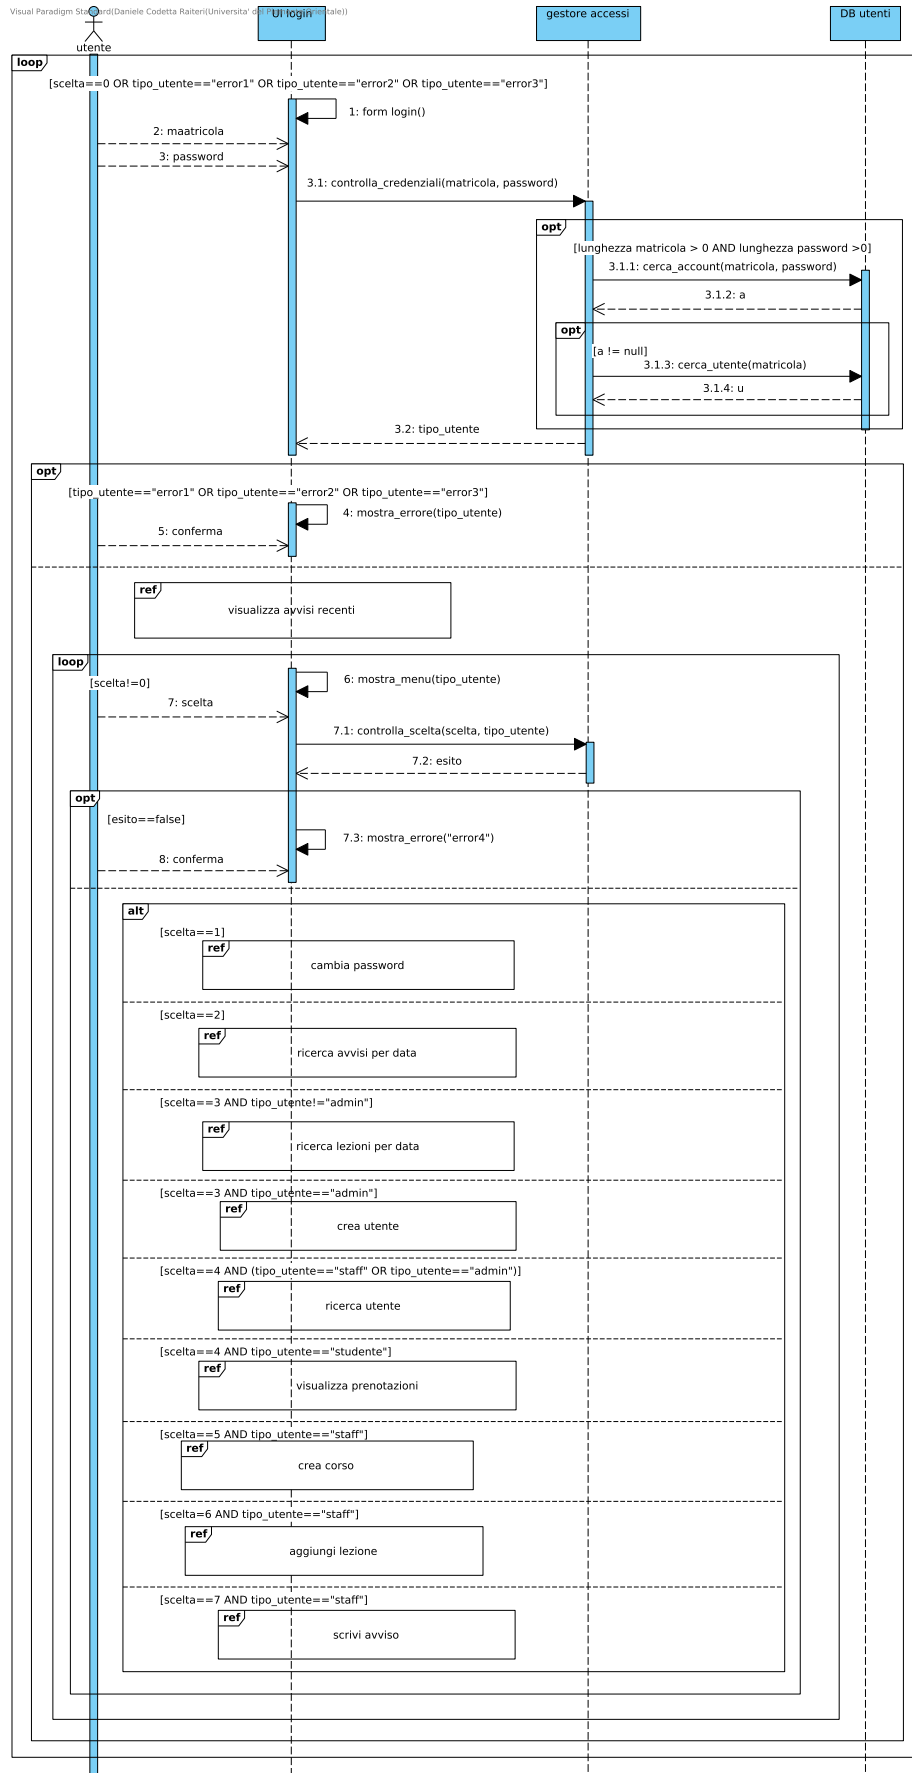 Visual Paradigm Standard(Daniele Codetta Raiteri(Universita' del Piemonte Orientale))
utente
UI login
gestore accessi
DB utenti
loop
[scelta==0 OR tipo_utente=="error1" OR tipo_utente=="error2" OR tipo_utente=="error3"]
1: form login()
2: maatricola
3: password
3.1: controlla_credenziali(matricola, password)
opt
[lunghezza matricola > 0 AND lunghezza password >0]
3.1.1: cerca_account(matricola, password)
3.1.2: a
opt
[a != null]
3.1.3: cerca_utente(matricola)
3.1.4: u
3.2: tipo_utente
opt
[tipo_utente=="error1" OR tipo_utente=="error2" OR tipo_utente=="error3"]
4: mostra_errore(tipo_utente)
5: conferma
ref
visualizza avvisi recenti
loop
[scelta!=0]
6: mostra_menu(tipo_utente)
7: scelta
7.1: controlla_scelta(scelta, tipo_utente)
7.2: esito
opt
[esito==false]
7.3: mostra_errore("error4")
8: conferma
alt
[scelta==1]
ref
cambia password
[scelta==2]
ref
ricerca avvisi per data
[scelta==3 AND tipo_utente!="admin"]
ref
ricerca lezioni per data
[scelta==3 AND tipo_utente=="admin"]
ref
crea utente
[scelta==4 AND (tipo_utente=="staff" OR tipo_utente=="admin")]
ref
ricerca utente
[scelta==4 AND tipo_utente=="studente"]
ref
visualizza prenotazioni
[scelta==5 AND tipo_utente=="staff"]
ref
crea corso
[scelta=6 AND tipo_utente=="staff"]
ref
aggiungi lezione
[scelta==7 AND tipo_utente=="staff"]
ref
scrivi avviso